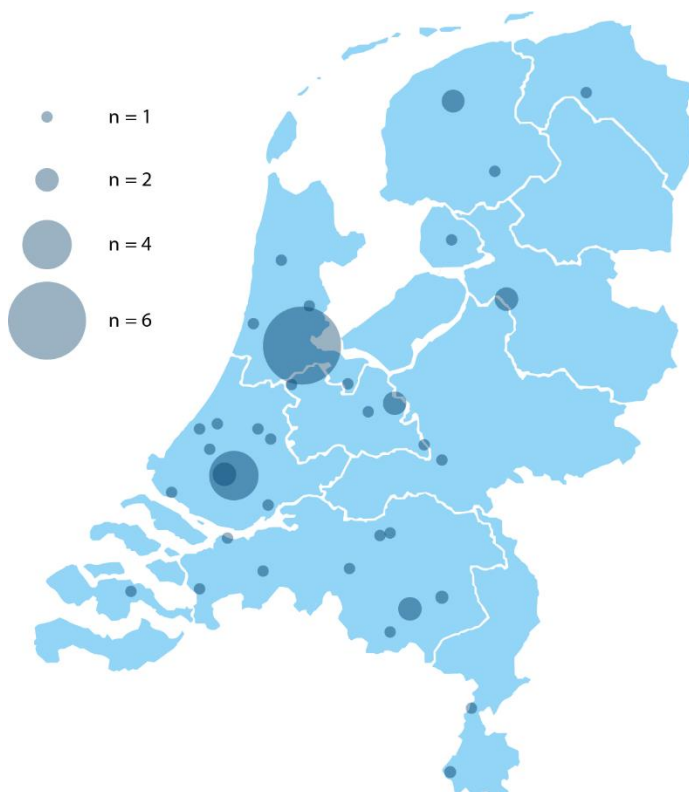 n = 1
n = 2
n = 4
n = 6